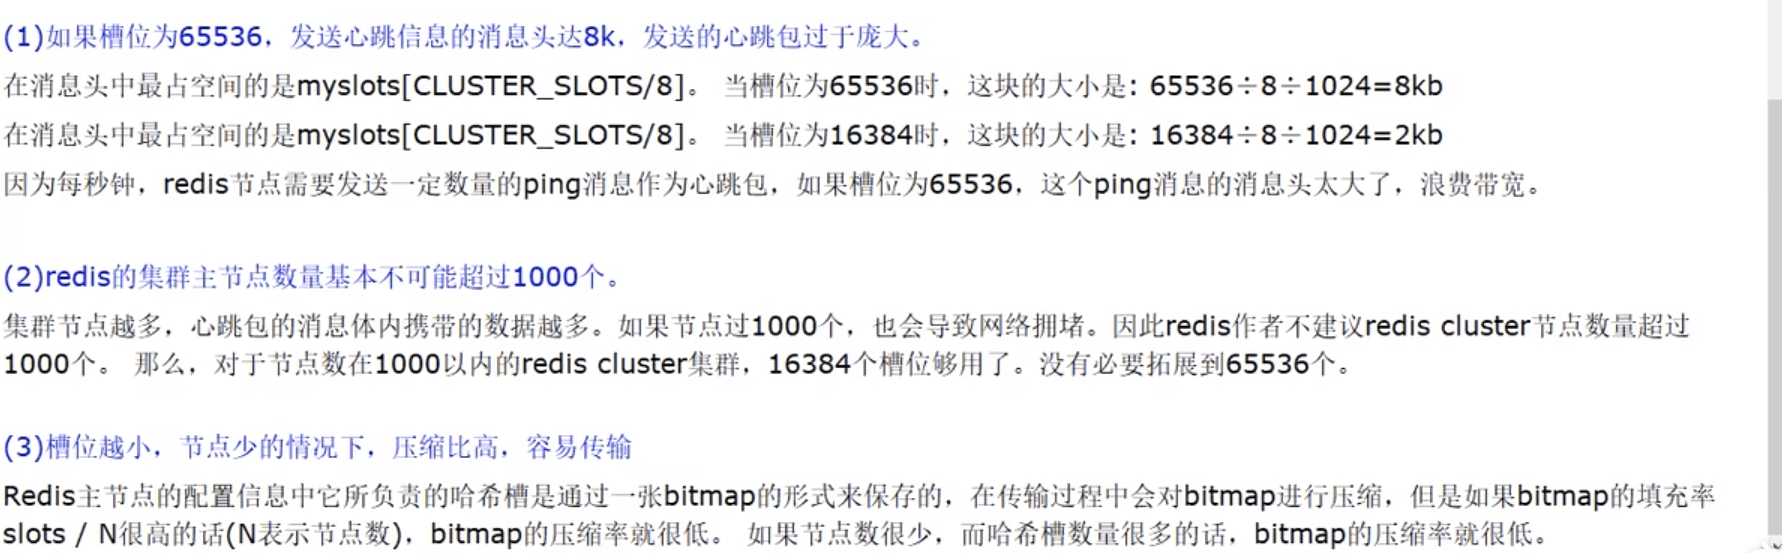 (1)如果槽位为65536，发送心跳信息的消息头达8k，发送的心跳包过于庞大。
在消息头中最占空间的是myslots[CLUSTER_SLOTS/8]。 当槽位为65536时，这块的大小是: 65536÷8÷1024=8kb
在消息头中最占空间的是myslots[CLUSTER_SLOTS/8]。 当槽位为16384时，这块的大小是: 16384÷8÷1024=2kb
因为每秒钟，redis节点需要发送一定数量的ping消息作为心跳包，如果槽位为65536，这个ping消息的消息头太大了，浪费带宽。
(2)redis的集群主节点数量基本不可能超过1000个。
集群节点越多，心跳包的消息体内携带的数据越多。如果节点过1000个，也会导致网络拥堵。因此redis作者不建议redis cluster节点数量超过
1000个。 那么，对于节点数在1000以内的redis cluster集群，16384个槽位够用了。没有必要拓展到65536个。
(3)槽位越小，节点少的情况下，压缩比高，容易传输
Redis主节点的配置信息中它所负责的哈希槽是通过一张bitmap的形式来保存的，在传输过程中会对bitmap进行压缩，但是如果bitmap的填充率
slots / N很高的话(N表示节点数)，bitmap的压缩率就很低。 如果节点数很少，而哈希槽数量很多的话，bitmap的压缩率就很低。